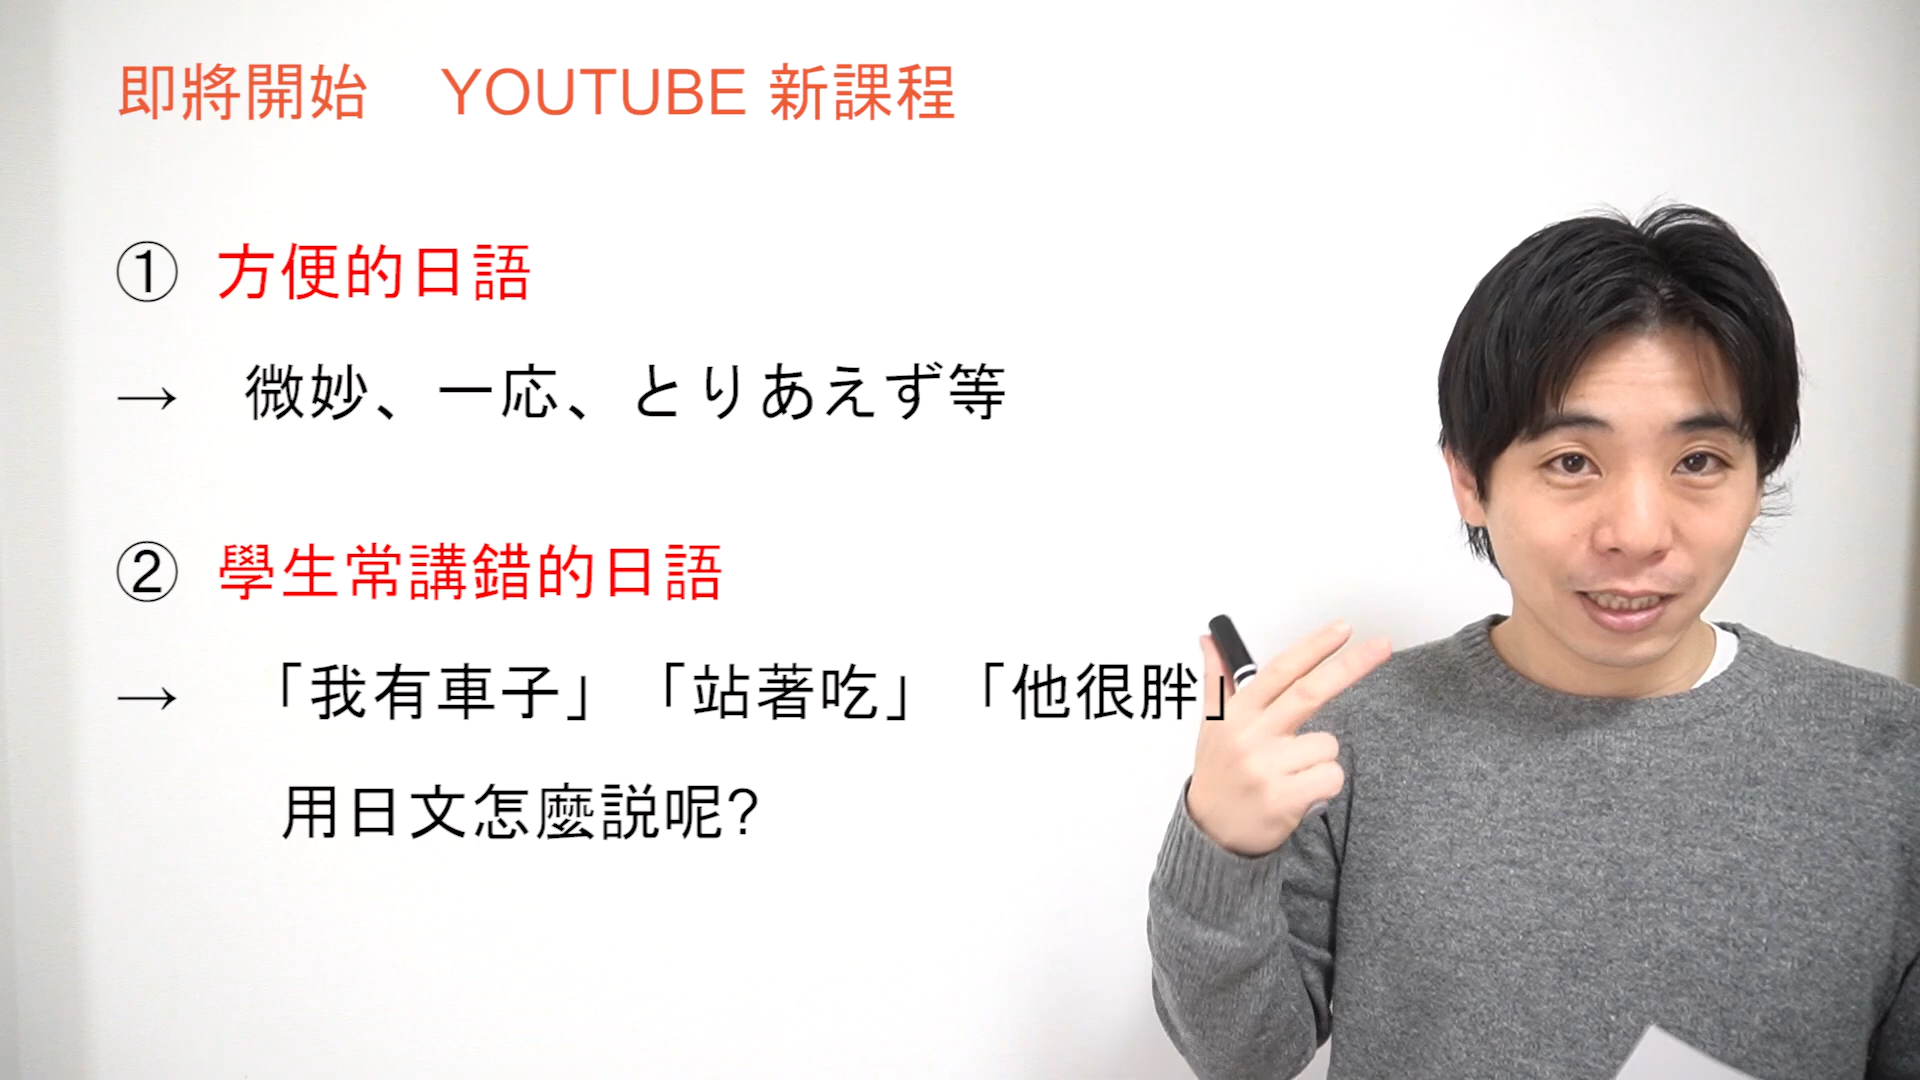 即將開始　YOUTUBE 新課程
① 方便的日語
→　微妙、一応、とりあえず等
② 學生常講錯的日語
→　「我有車子」「站著吃」「他很胖」
用日文怎麼説呢?